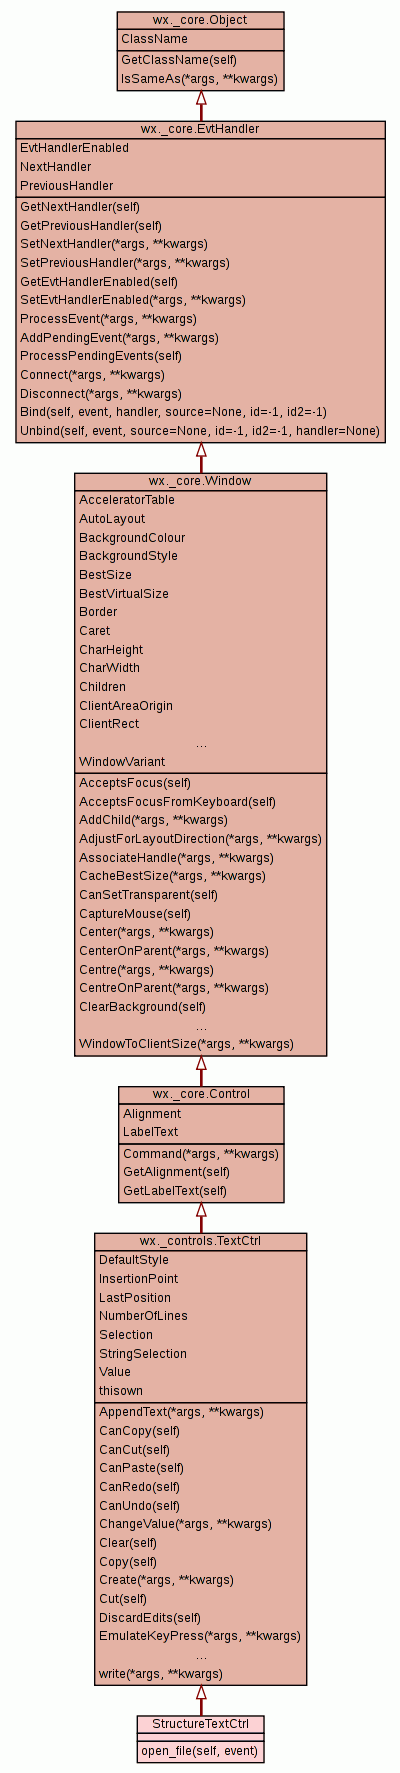 wx._core.Object
ClassName
GetClassName(self)
IsSameAs(*args, **kwargs)
wx._core.EvtHandler
EvtHandlerEnabled
NextHandler
PreviousHandler
GetNextHandler(self)
GetPreviousHandler(self)
SetNextHandler(*args, **kwargs)
SetPreviousHandler(*args, **kwargs)
GetEvtHandlerEnabled(self)
SetEvtHandlerEnabled(*args, **kwargs)
ProcessEvent(*args, **kwargs)
AddPendingEvent(*args, **kwargs)
ProcessPendingEvents(self)
Connect(*args, **kwargs)
Disconnect(*args, **kwargs)
Bind(self, event, handler, source=None, id=-1, id2=-1)
Unbind(self, event, source=None, id=-1, id2=-1, handler=None)
wx._core.Window
AcceleratorTable
AutoLayout
BackgroundColour
BackgroundStyle
BestSize
BestVirtualSize
Border
Caret
CharHeight
CharWidth
Children
ClientAreaOrigin
ClientRect
...
WindowVariant
AcceptsFocus(self)
AcceptsFocusFromKeyboard(self)
AddChild(*args, **kwargs)
AdjustForLayoutDirection(*args, **kwargs)
AssociateHandle(*args, **kwargs)
CacheBestSize(*args, **kwargs)
CanSetTransparent(self)
CaptureMouse(self)
Center(*args, **kwargs)
CenterOnParent(*args, **kwargs)
Centre(*args, **kwargs)
CentreOnParent(*args, **kwargs)
ClearBackground(self)
...
WindowToClientSize(*args, **kwargs)
wx._core.Control
Alignment
LabelText
Command(*args, **kwargs)
GetAlignment(self)
GetLabelText(self)
wx._controls.TextCtrl
DefaultStyle
InsertionPoint
LastPosition
NumberOfLines
Selection
StringSelection
Value
thisown
AppendText(*args, **kwargs)
CanCopy(self)
CanCut(self)
CanPaste(self)
CanRedo(self)
CanUndo(self)
ChangeValue(*args, **kwargs)
Clear(self)
Copy(self)
Create(*args, **kwargs)
Cut(self)
DiscardEdits(self)
EmulateKeyPress(*args, **kwargs)
...
write(*args, **kwargs)
StructureTextCtrl
open_file(self, event)